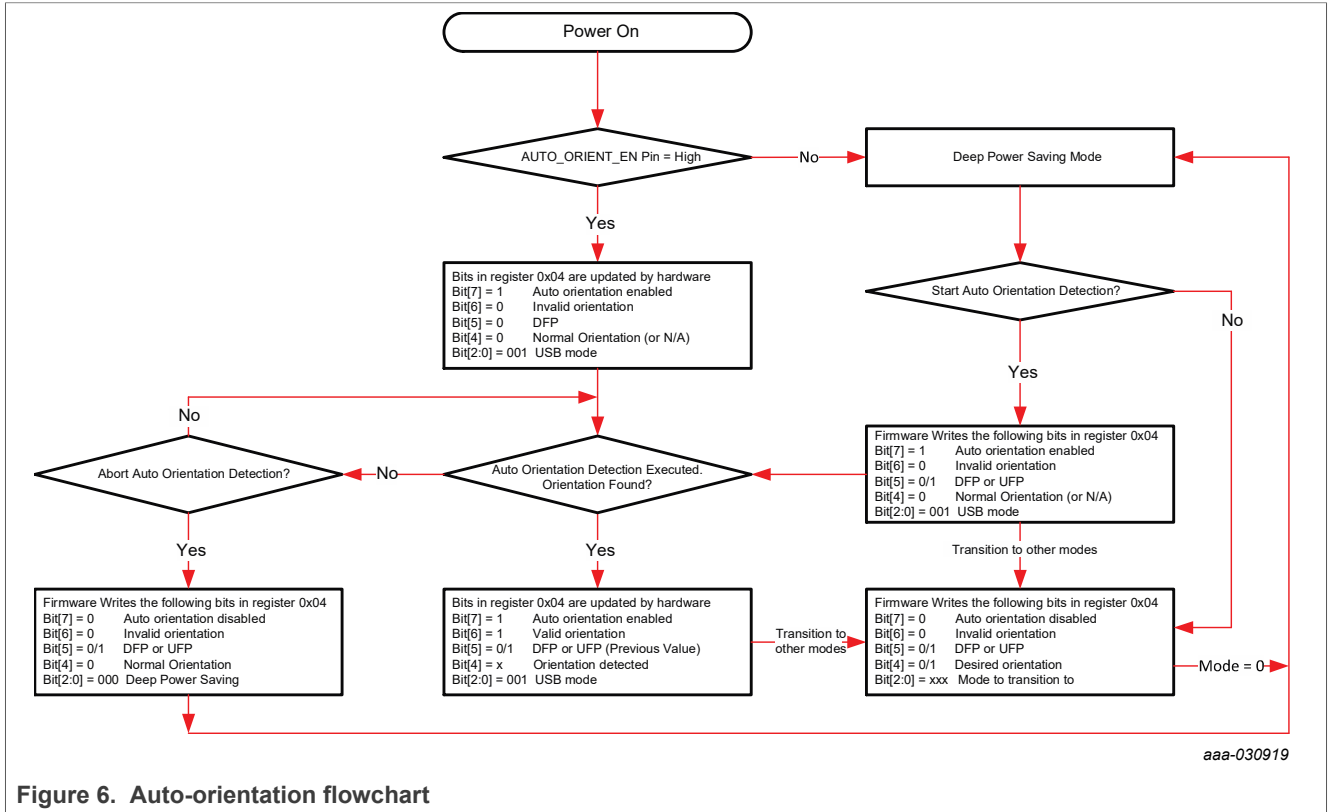 Power On
AUTO_ORIENT_EN Pin = High
No
Deep Power Saving Mode
Yes
Bits in register 0x04 are updated by hardware
Bit[7] = 1 Auto orientation enabled
Bit[6] = 0 Invalid orientation
Bit[5] = 0 DFP
Bit[4] = 0 Normal Orientation (or N/A)
Bit[2:0] = 001 USB mode
Start Auto Orientation Detection?
No
Yes
No
Abort Auto Orientation Detection?
No
Auto Orientation Detection Executed.
Orientation Found?
Firmware Writes the following bits in register 0x04
Bit[7] = 1 Auto orientation enabled
Bit[6] = 0 Invalid orientation
Bit[5] = 0/1 DFP or UFP
Bit[4] = 0 Normal Orientation (or N/A)
Bit[2:0] = 001 USB mode
Yes
Yes
Transition to other modes
Firmware Writes the following bits in register 0x04
Bit[7] = 0 Auto orientation disabled
Bit[6] = 0 Invalid orientation
Bit[5] = 0/1 DFP or UFP
Bit[4] = 0 Normal Orientation
Bit[2:0] = 000 Deep Power Saving
Bits in register 0x04 are updated by hardware
Bit[7] = 1 Auto orientation enabled
Bit[6] = 1 Valid orientation
Bit[5] = 0/1 DFP or UFP (Previous Value)
Bit[4] = x Orientation detected
Bit[2:0] = 001 USB mode
Transition to
other modes
Firmware Writes the following bits in register 0x04
Bit[7] = 0 Auto orientation disabled
Bit[6] = 0 Invalid orientation
Bit[5] = 0/1 DFP or UFP
Bit[4] = 0/1 Desired orientation
Bit[2:0] = xxx Mode to transition to
Mode = 0
aaa-030919
Figure 6. Auto-orientation flowchart